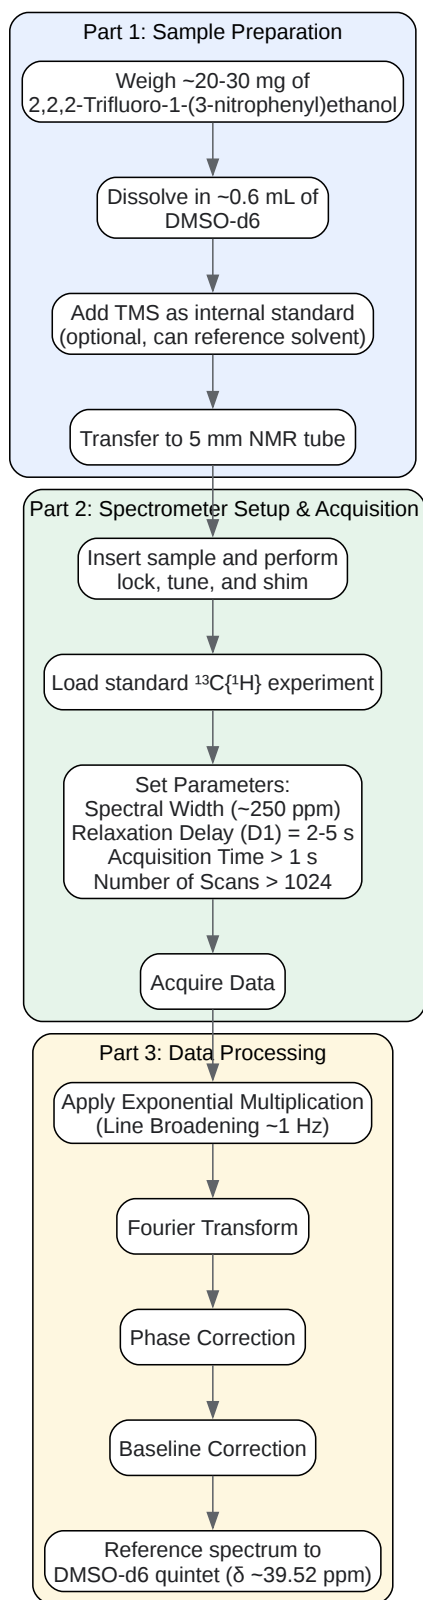 Part 1: Sample Preparation
Weigh ~20-30 mg of
2,2,2-Trifluoro-1-(3-nitrophenyl)ethanol
Dissolve in ~0.6 mL of
DMSO-d6
Add TMS as internal standard
(optional, can reference solvent)
Transfer to 5 mm NMR tube
Part 2: Spectrometer Setup & Acquisition
Insert sample and perform
lock, tune, and shim
Load standard ¹³C{¹H} experiment
Set Parameters:
Spectral Width (~250 ppm)
Relaxation Delay (D1) = 2-5 s
Acquisition Time > 1 s
Number of Scans > 1024
Acquire Data
Part 3: Data Processing
Apply Exponential Multiplication
(Line Broadening ~1 Hz)
Fourier Transform
Phase Correction
Baseline Correction
Reference spectrum to
DMSO-d6 quintet (δ ~39.52 ppm)